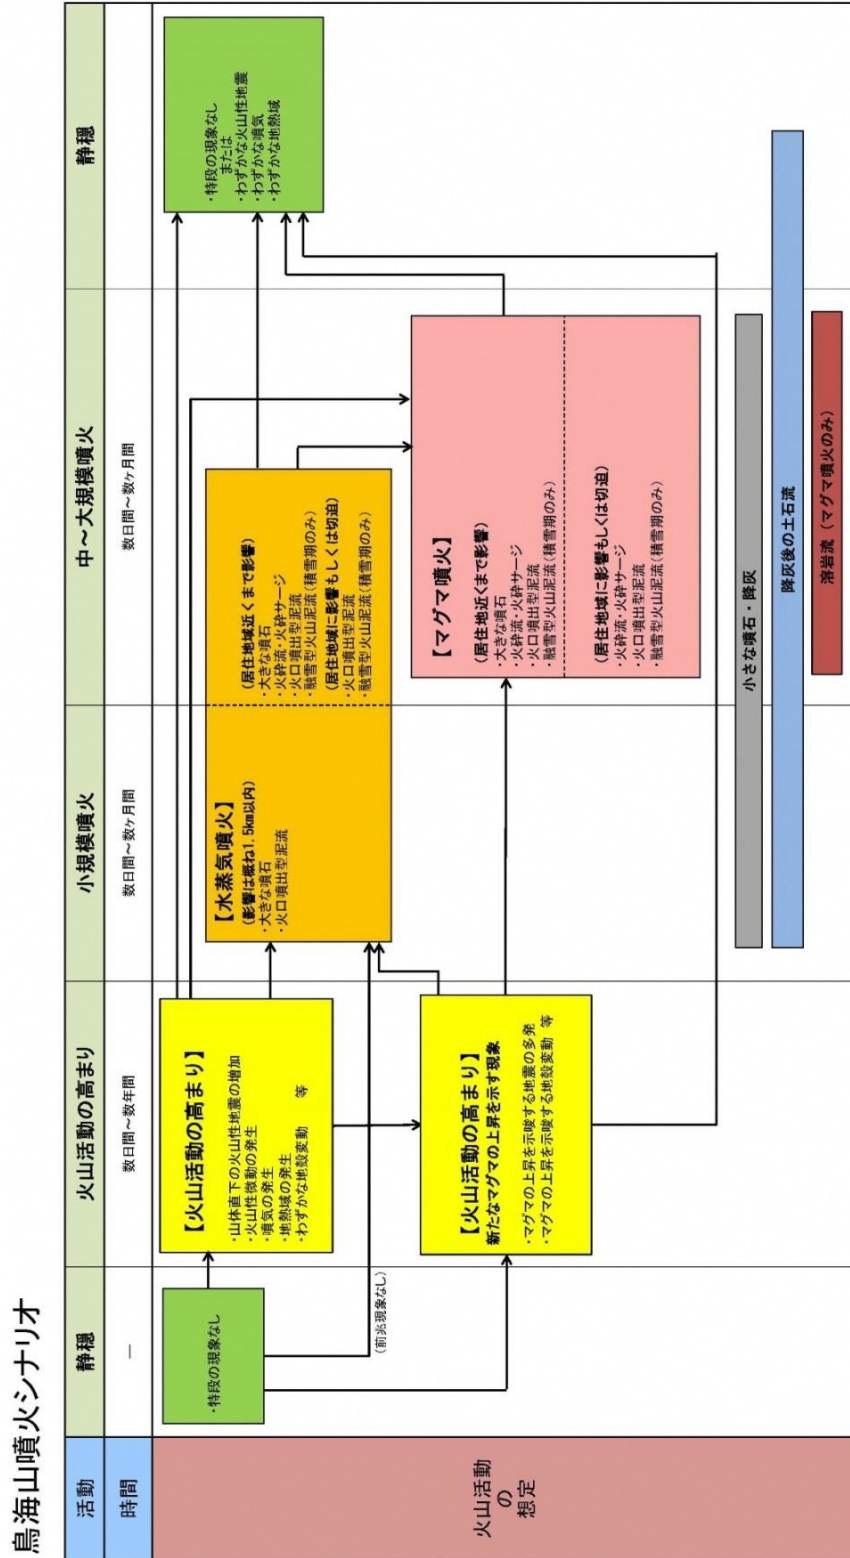 鳥海山噴火シナリオ
活動
静穏
火山活動の高まり
小規模噴火
中～大規模噴火
静穏
時間
―
数日間～数年間
数日間～数ヶ月間
数日間～数ヶ月間
火山活動
の
想定
・特段の現象なし
（前兆現象なし）
【火山活動の高まり】
・山体直下の火山性地震の増加
・火山性微動の発生
・噴気の発生
・地熱域の発生
・わずかな地殻変動　等
【火山活動の高まり】
新たなマグマの上昇を示す現象
・マグマの上昇を示唆する地震の多発
・マグマの上昇を示唆する地殻変動　等
【水蒸気噴火】
（影響は概ね1.5km以内）
・大きな噴石
・火口噴出型泥流
（居住地域近くまで影響）
・大きな噴石
・火砕流・火砕サージ
・火口噴出型泥流
・融雪型火山泥流（積雪期のみ）
（居住地域に影響もしくは切迫）
・火口噴出型泥流
・融雪型火山泥流（積雪期のみ）
【マグマ噴火】
（居住地近くまで影響）
・大きな噴石
・火砕流・火砕サージ
・火口噴出型泥流
・融雪型火山泥流（積雪期のみ）
（居住地域に影響もしくは切迫）
・火砕流・火砕サージ
・火口噴出型泥流
・融雪型火山泥流（積雪期のみ）
・特段の現象なし
または
・わずかな火山性地震
・わずかな噴気
・わずかな地熱域
小さな噴石・降灰
降灰後の土石流
溶岩流（マグマ噴火のみ）